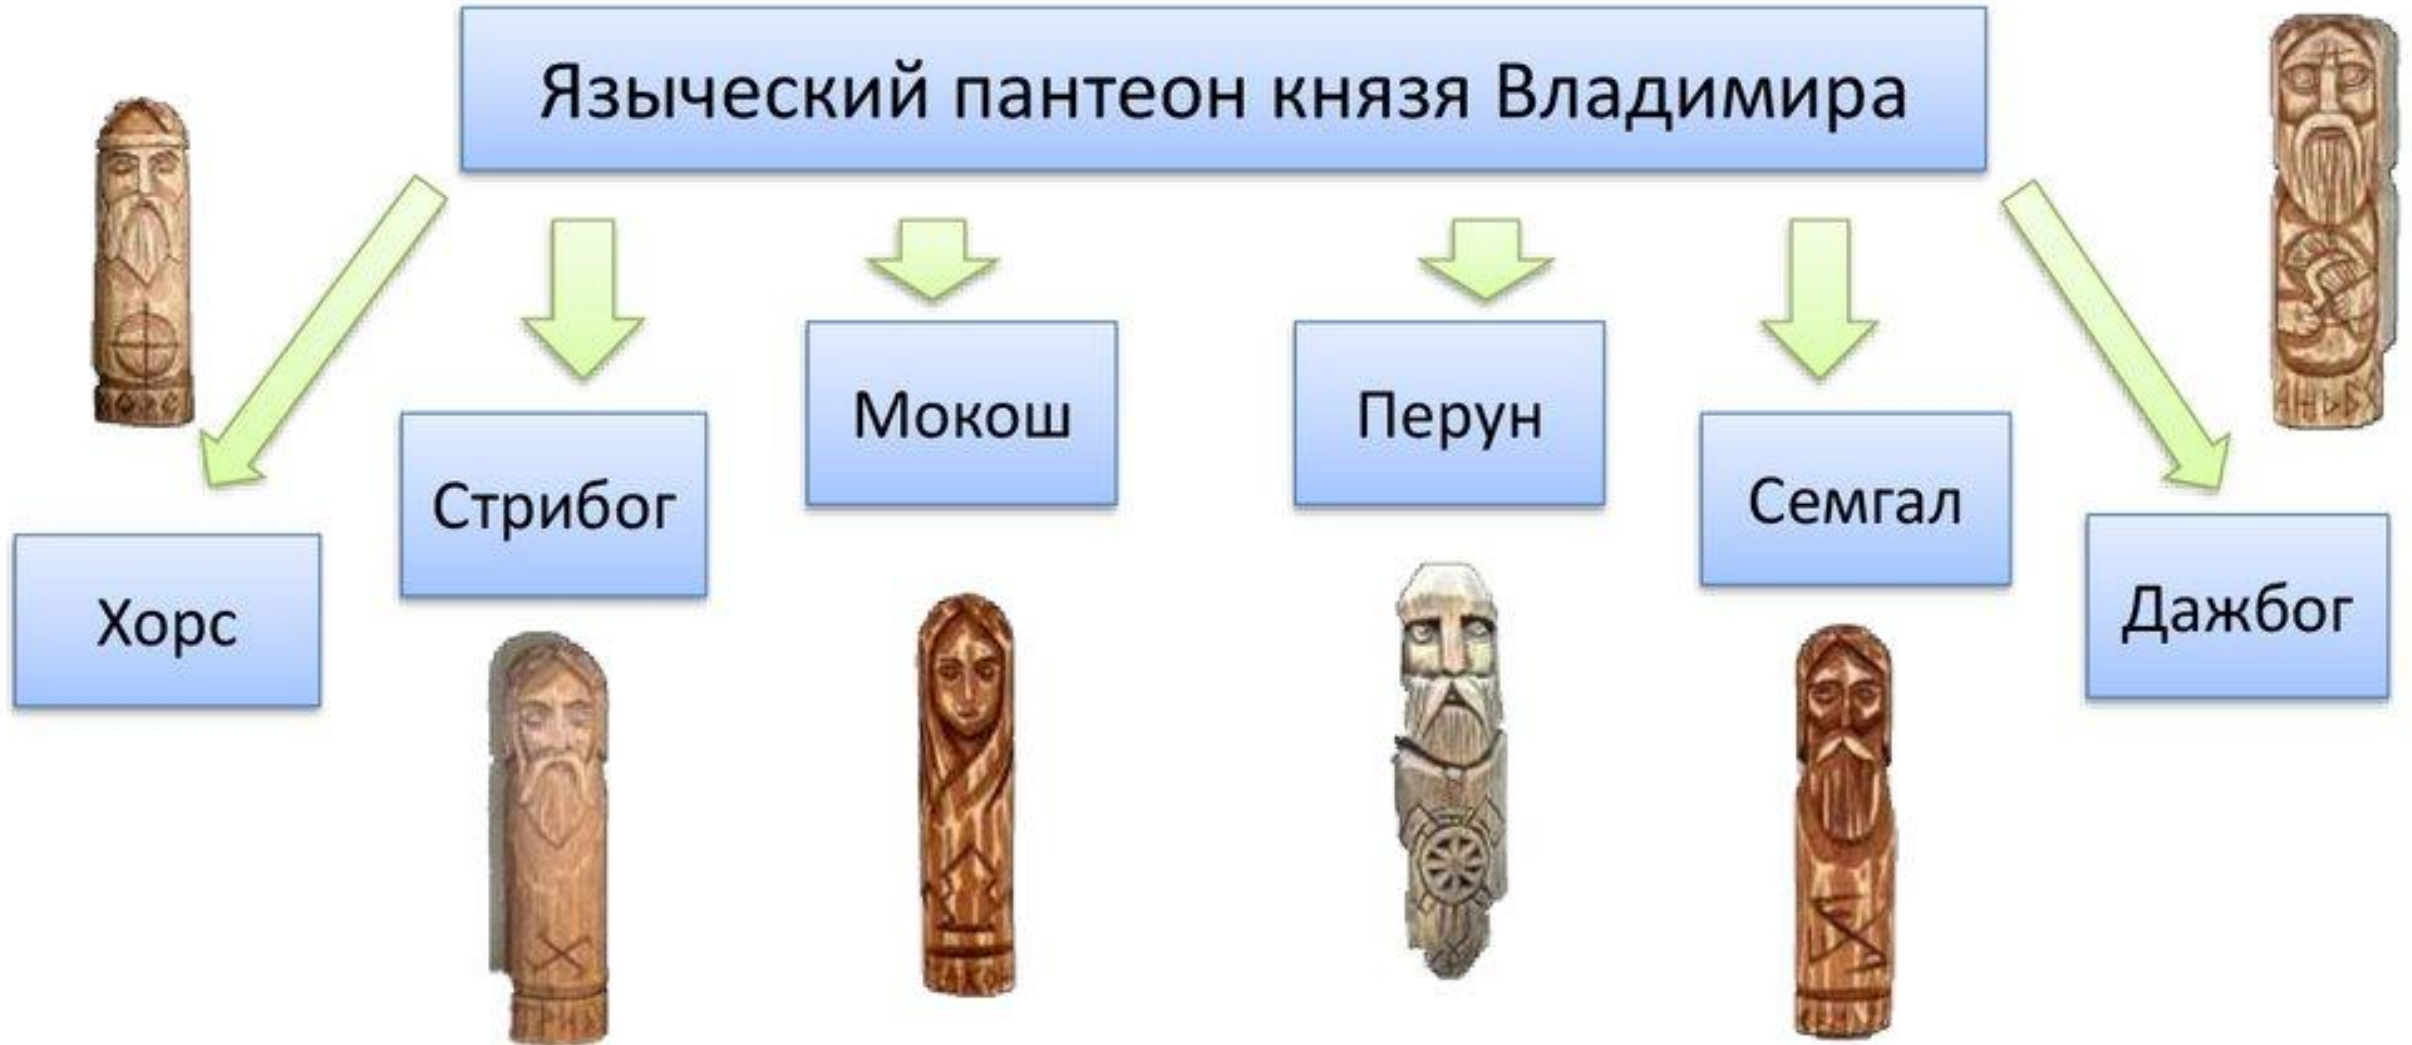 Языческий пантеон князя Владимира
Хорс
Стрибог
Мокош
Перун
Семгал
Дажбог